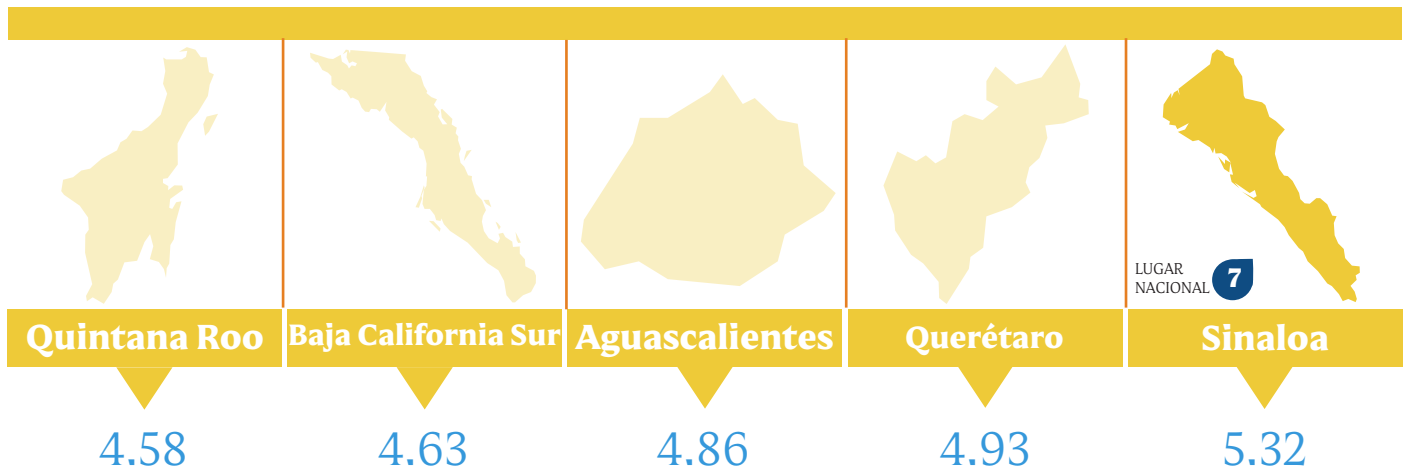 LUGAR
NACIONAL 7
Quintana Roo
Baja California Sur
Aguascalientes
Querétaro
Sinaloa
4.58
4.63
4.86
4.93
5.32